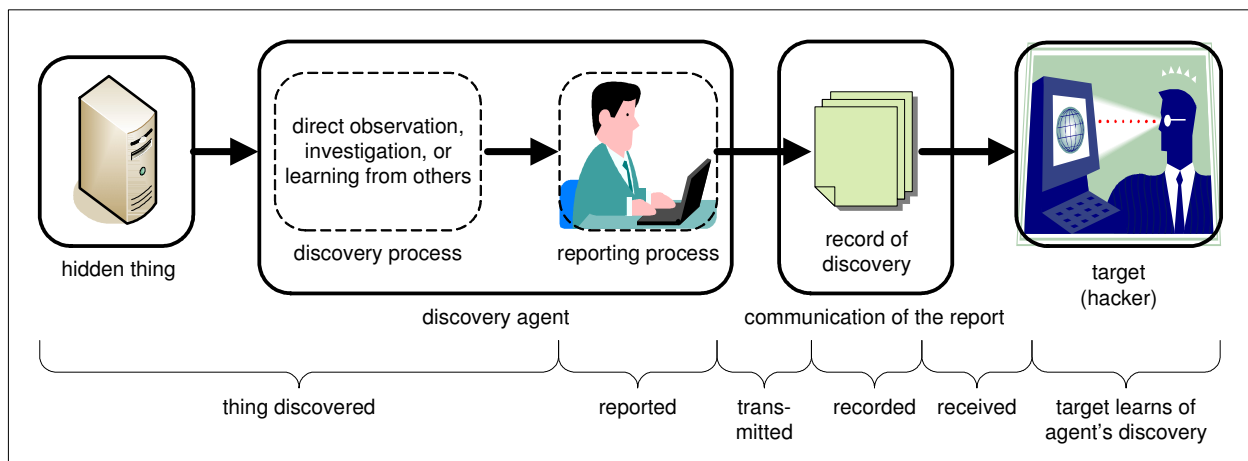 direct observation,
investigation, or
learning from others
hidden thing
discovery process
reporting process
record of
discovery
target
(hacker)
discovery agent
communication of the report
thing discovered
reported
trans-
mitted
recorded
received
target learns of
agent’s discovery